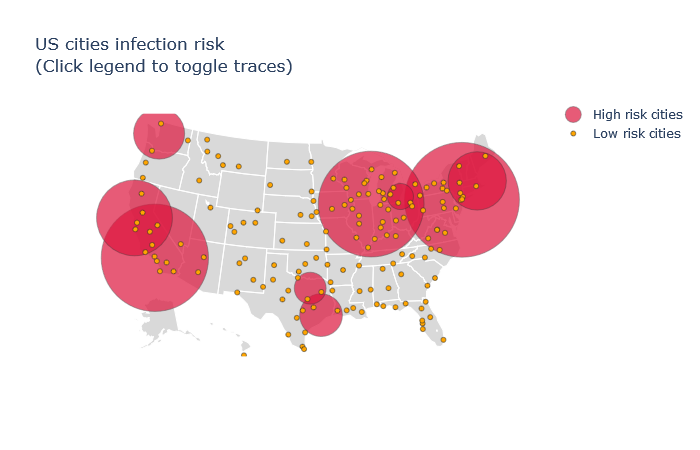 US cities infection risk
(Click legend to toggle traces)
High risk cities
Low risk cities